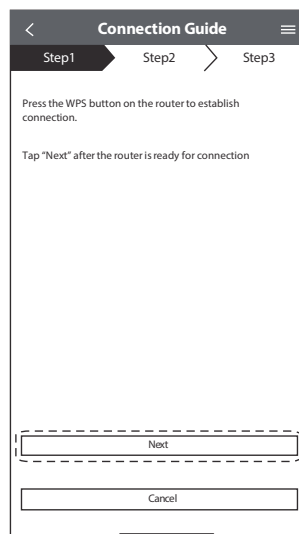 Connection Guide
Step1 Step2 Step3
Press the WPS button on the router to establish
connection.
Tap “Next” after the router is ready for connection
Next
Cancel